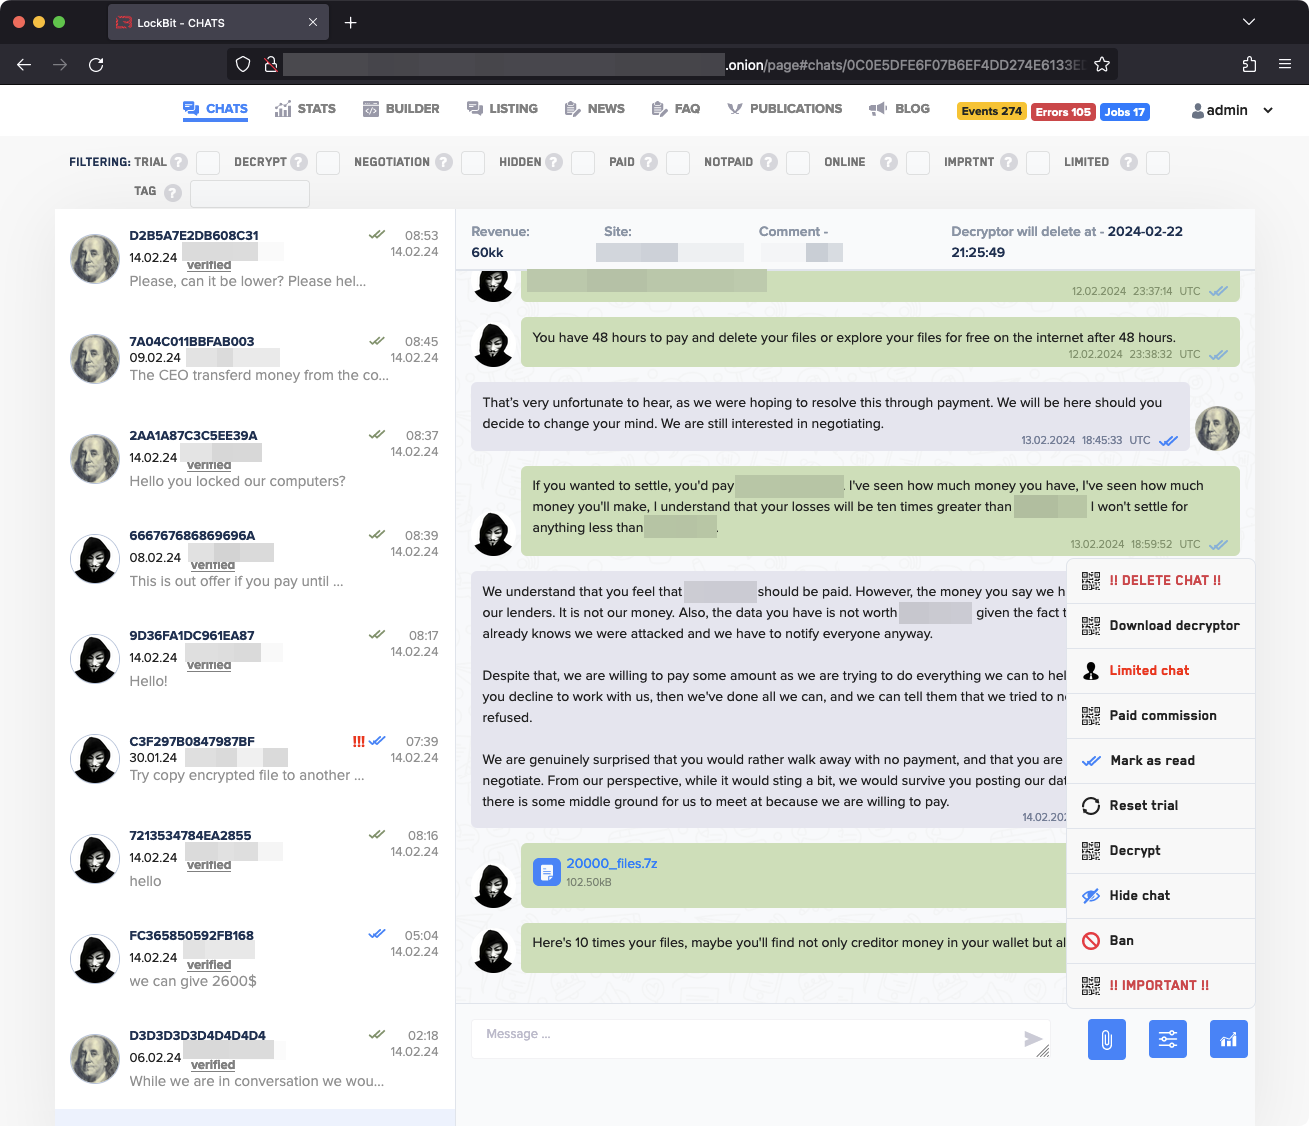 LockBit - CHATS
.onion/page#chats/0C0E5DFE6F07B6EF4DD274E6133E
CHATS
STATS
BUILDER
LISTING
NEWS
FAQ
PUBLICATIONS
BLOG
Events 274
Errors 105
Jobs 17
admin
FILTERING: TRIAL ? DECRYPT ? NEGOTIATION ? HIDDEN ? PAID ? NOTPAID ? ONLINE ? IMPRTNT ? LIMITED ?
TAG ?
D2B5A7E2DB608C31 08:53
14.02.24 14.02.24
verified
Please, can it be lower? Please hel...
7A04C011BBFAB003 08:45
09.02.24 14.02.24
The CEO transferd money from the co...
2AA1A87C3C5EE39A 08:37
14.02.24 14.02.24
verified
Hello you locked our computers?
666767686869696A 08:39
08.02.24 14.02.24
verified
This is out offer if you pay until ...
9D36FA1DC961EA87 08:17
14.02.24 14.02.24
verified
Hello!
C3F297B0847987BF !!! 07:39
30.01.24 14.02.24
Try copy encrypted file to another ...
7213534784EA2855 08:16
14.02.24 14.02.24
verified
hello
FC365850592FB168 05:04
14.02.24 14.02.24
verified
we can give 2600$
D3D3D3D3D4D4D4D4 02:18
06.02.24 14.02.24
verified
While we are in conversation we wou...
Revenue: Site: Comment - Decryptor will delete at - 2024-02-22
60kk 21:25:49
12.02.2024 23:37:14 UTC
You have 48 hours to pay and delete your files or explore your files for free on the internet after 48 hours.
12.02.2024 23:38:32 UTC
That's very unfortunate to hear, as we were hoping to resolve this through payment. We will be here should you
decide to change your mind. We are still interested in negotiating.
13.02.2024 18:45:33 UTC
If you wanted to settle, you'd pay . I've seen how much money you have, I've seen how much
money you'll make, I understand that your losses will be ten times greater than I won't settle for
anything less than .
13.02.2024 18:59:52 UTC
We understand that you feel that should be paid. However, the money you say we h
our lenders. It is not our money. Also, the data you have is not worth given the fact t
already knows we were attacked and we have to notify everyone anyway.
Despite that, we are willing to pay some amount as we are trying to do everything we can to hel
you decline to work with us, then we've done all we can, and we can tell them that we tried to n
refused.
We are genuinely surprised that you would rather walk away with no payment, and that you are
negotiate. From our perspective, while it would sting a bit, we would survive you posting our dat
there is some middle ground for us to meet at because we are willing to pay.
14.02.202
20000_files.7z
102.50kB
Here's 10 times your files, maybe you'll find not only creditor money in your wallet but al
!! DELETE CHAT !!
Download decryptor
Limited chat
Paid commission
Mark as read
Reset trial
Decrypt
Hide chat
Ban
!! IMPORTANT !!
Message ...